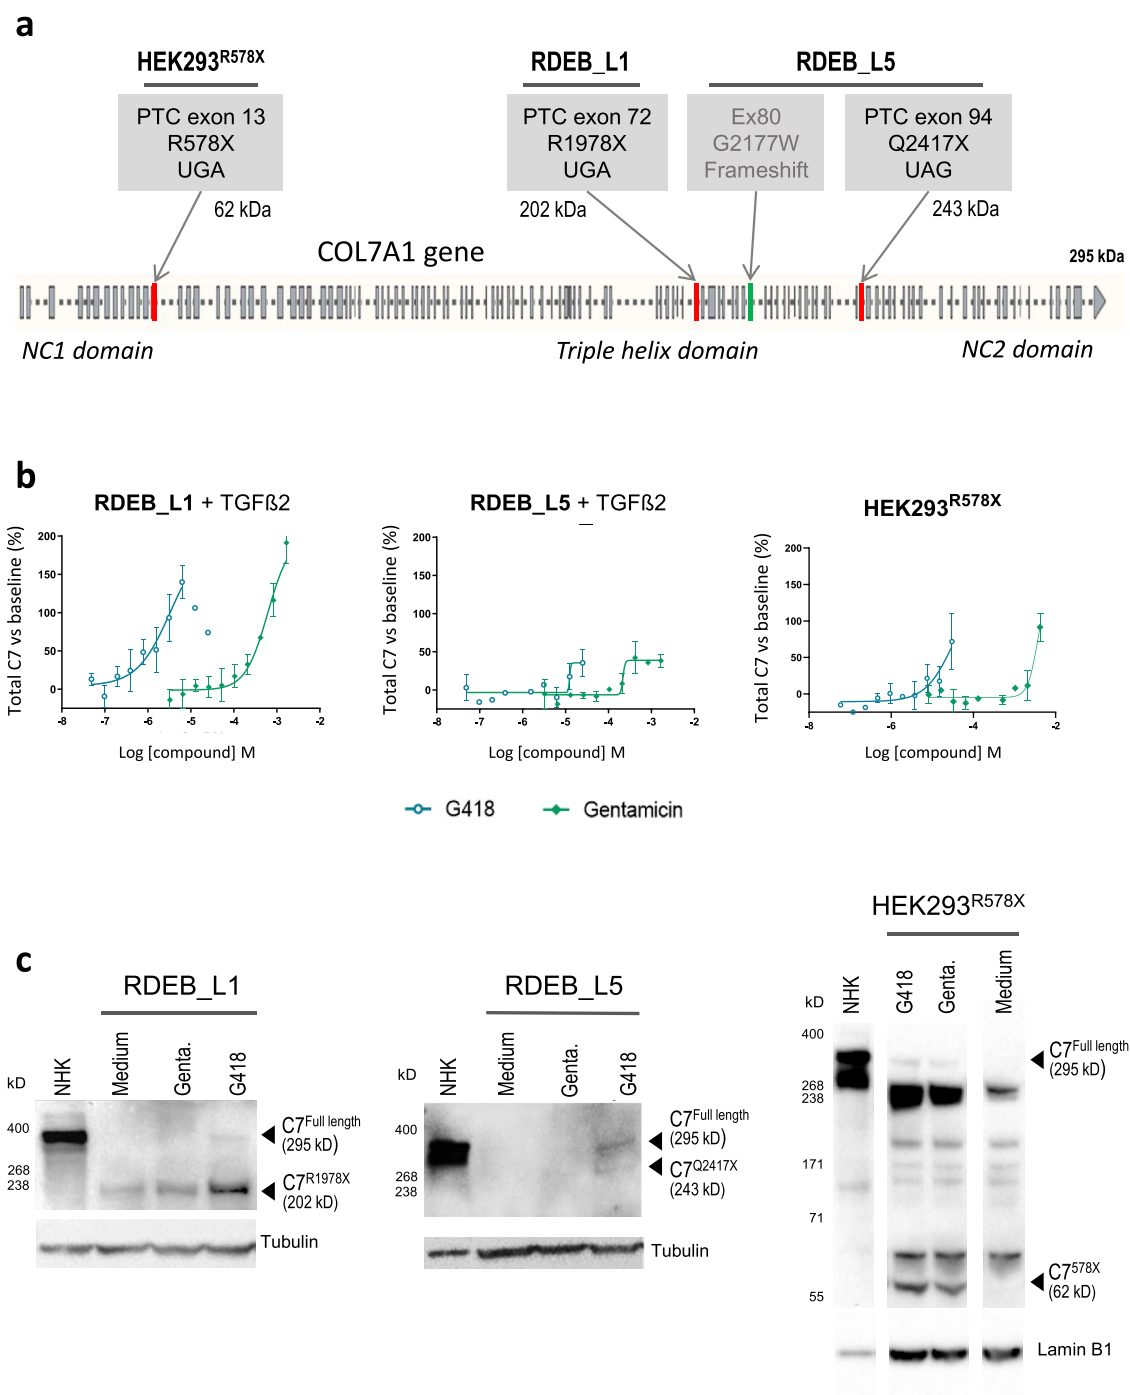 a
HEK293R578X
RDEB_L1
RDEB_L5
PTC exon 13
R578X
UGA
PTC exon 72
R1978X
UGA
Ex80
G2177W
Frameshift
PTC exon 94
Q2417X
UAG
62 kDa
202 kDa
243 kDa
COL7A1 gene
295 kDa
NC1 domain
Triple helix domain
NC2 domain
b
RDEB_L1 + TGFß2
Total C7 vs baseline (%)
200
150
100
50
0
-8
-6
-4
-2
Log [compound] M
RDEB_L5 + TGFß2
Total C7 vs baseline (%)
200
150
100
50
0
-8
-7
-6
-5
-4
-3
-2
Log [compound] M
HEK293R578X
Total C7 vs baseline (%)
200
150
100
50
0
-8
-6
-4
-2
Log [compound] M
G418
Gentamicin
c
RDEB_L1
kD
NHK
Medium
Genta.
G418
400
268
238
C7Full length
(295 kD)
C7R1978X
(202 kD)
Tubulin
RDEB_L5
kD
NHK
Medium
Genta.
G418
400
268
238
C7Full length
(295 kD)
C7Q2417X
(243 kD)
Tubulin
HEK293R578X
kD
NHK
G418
Genta.
Medium
400
268
238
171
71
55
C7Full length
(295 kD)
C7578X
(62 kD)
Lamin B1